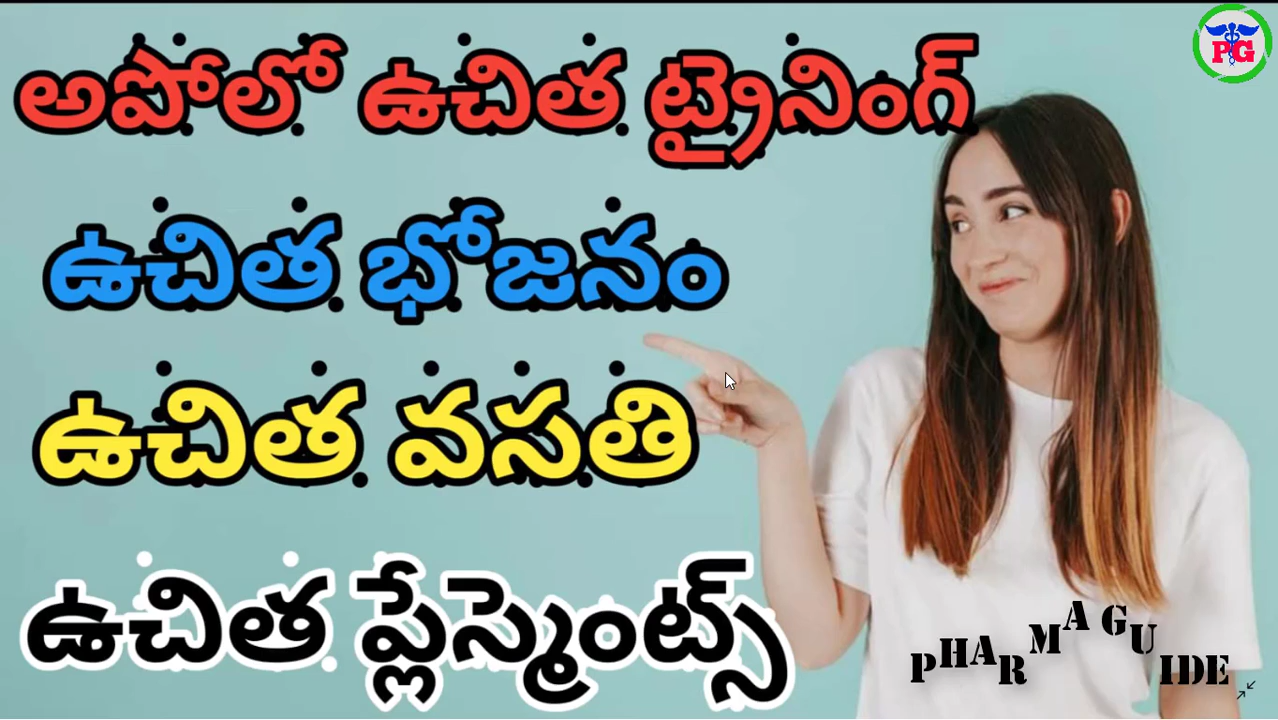 అపోలో ఉచిత ట్రైనింగ్
ఉచిత భోజనం
ఉచిత వసతి
ఉచిత ప్లేస్మెంట్స్
PG
PHARMA GUIDE